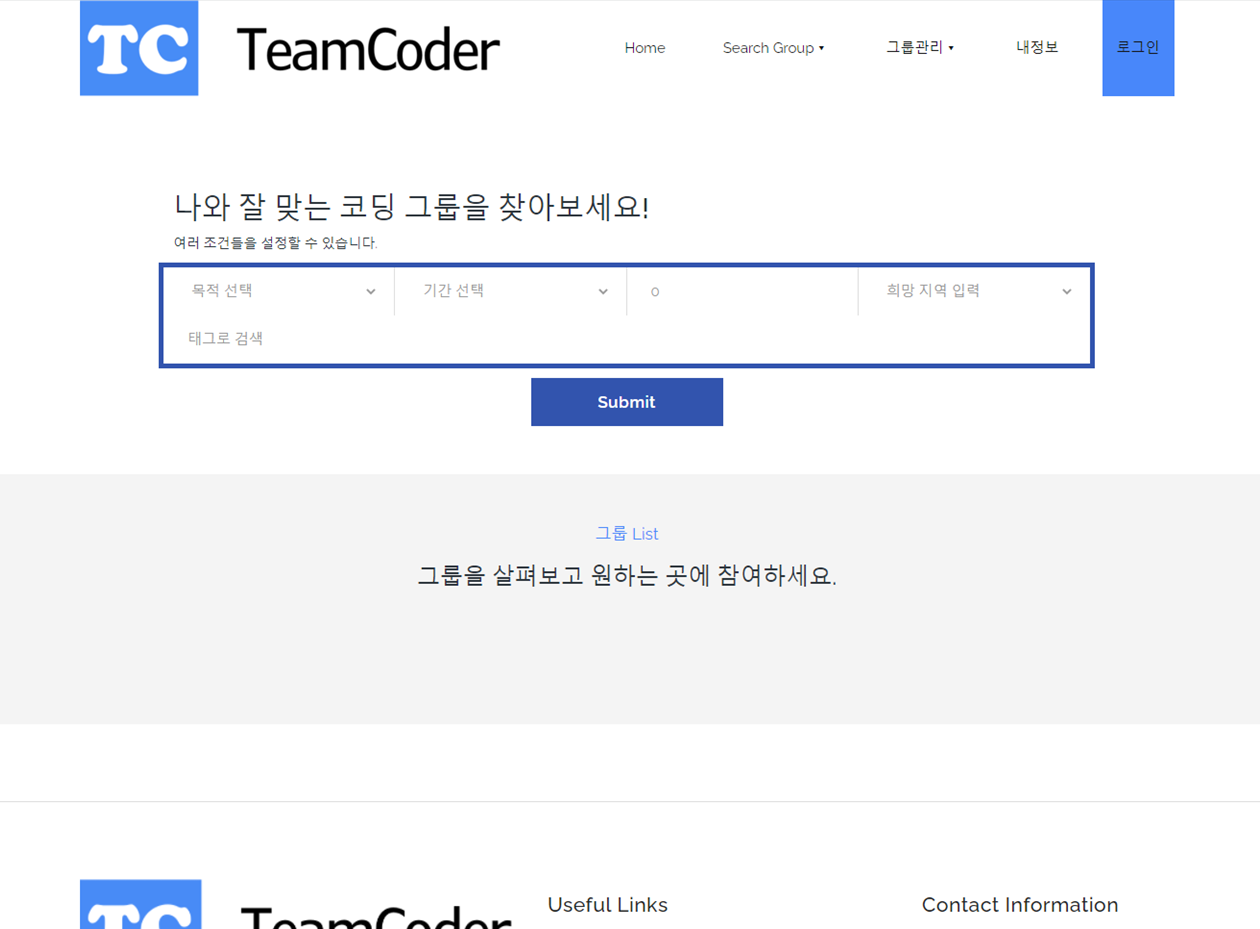 TC TeamCoder Home Search Group ▾ 그룹관리 ▾ 내정보 로그인
나와 잘 맞는 코딩 그룹을 찾아보세요!
여러 조건들을 설정할 수 있습니다.
목적 선택 기간 선택 0 희망 지역 입력
태그로 검색
Submit
그룹 List
그룹을 살펴보고 원하는 곳에 참여하세요.
TC TeamCoder Useful Links Contact Information